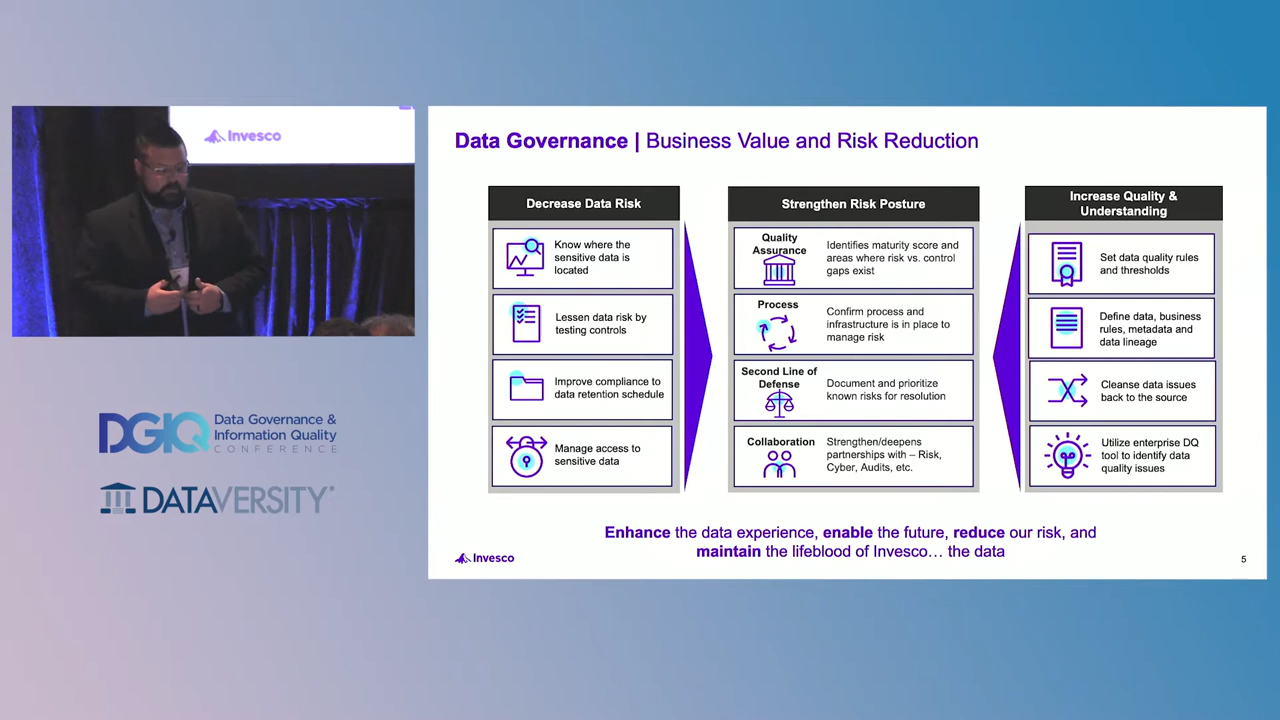 Invesco
DGIQ
Data Governance &
Information Quality
CONFERENCE
DATAVERSITY
Data Governance | Business Value and Risk Reduction
Decrease Data Risk
Know where the
sensitive data is
located
Lessen data risk by
testing controls
Improve compliance to
data retention schedule
Manage access to
sensitive data
Strengthen Risk Posture
Quality
Assurance
Identifies maturity score and
areas where risk vs. control
gaps exist
Process
Confirm process and
infrastructure is in place to
manage risk
Second Line of
Defense
Document and prioritize
known risks for resolution
Collaboration
Strengthen/deepens
partnerships with – Risk,
Cyber, Audits, etc.
Increase Quality &
Understanding
Set data quality rules
and thresholds
Define data, business
rules, metadata and
data lineage
Cleanse data issues
back to the source
Utilize enterprise DQ
tool to identify data
quality issues
Enhance the data experience, enable the future, reduce our risk, and
maintain the lifeblood of Invesco… the data
Invesco
5